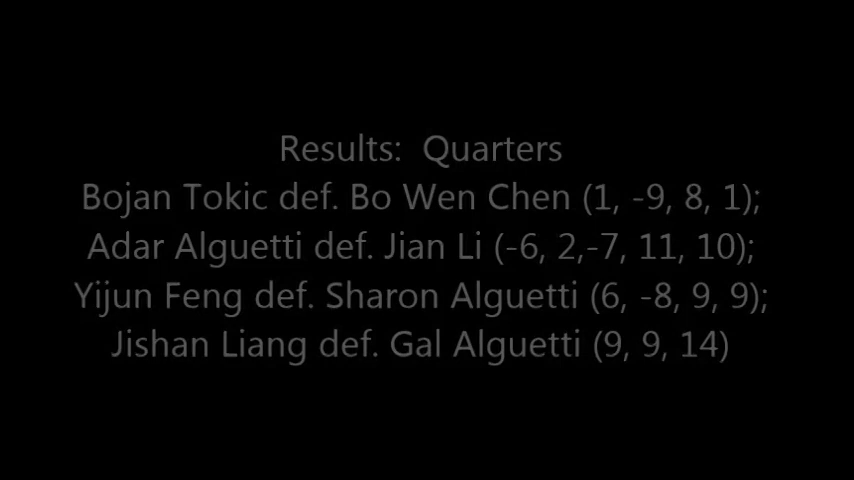 Results:  Quarters
Bojan Tokic def. Bo Wen Chen (1, -9, 8, 1);
Adar Alguetti def. Jian Li (-6, 2,-7, 11, 10);
Yijun Feng def. Sharon Alguetti (6, -8, 9, 9);
Jishan Liang def. Gal Alguetti (9, 9, 14)